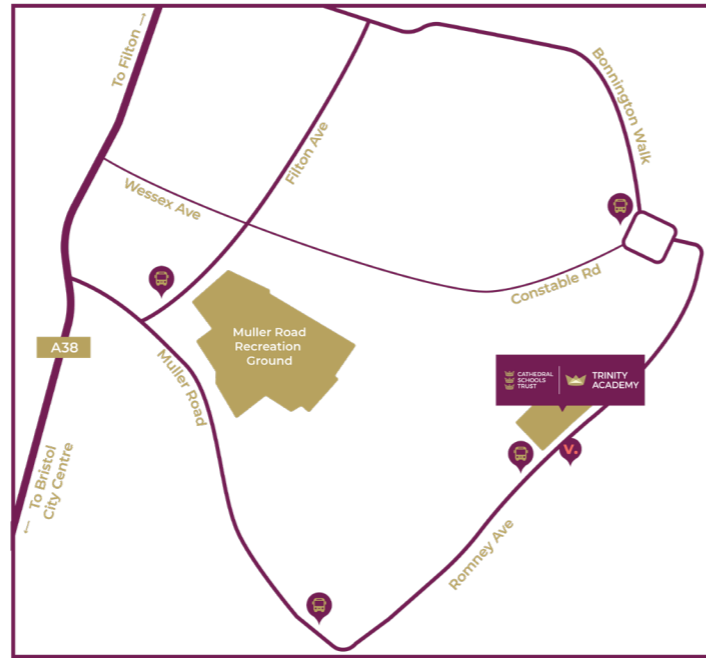 To Filton →
Bonnington Walk
Filton Ave
Wessex Ave
Constable Rd
Muller Road
Recreation
Ground
A38
Muller Road
CATHEDRAL
SCHOOLS
TRUST
TRINITY
ACADEMY
V.
← To Bristol
City Centre
Romney Ave